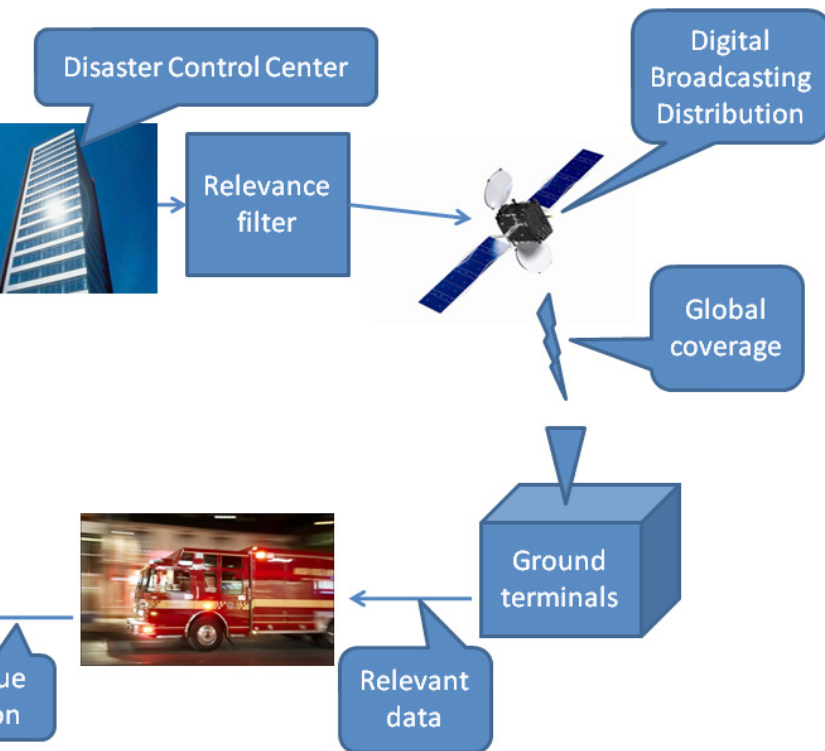 Disaster Control Center
Digital
Broadcasting
Distribution
Relevance
filter
Global
coverage
Ground
terminals
Relevant
data